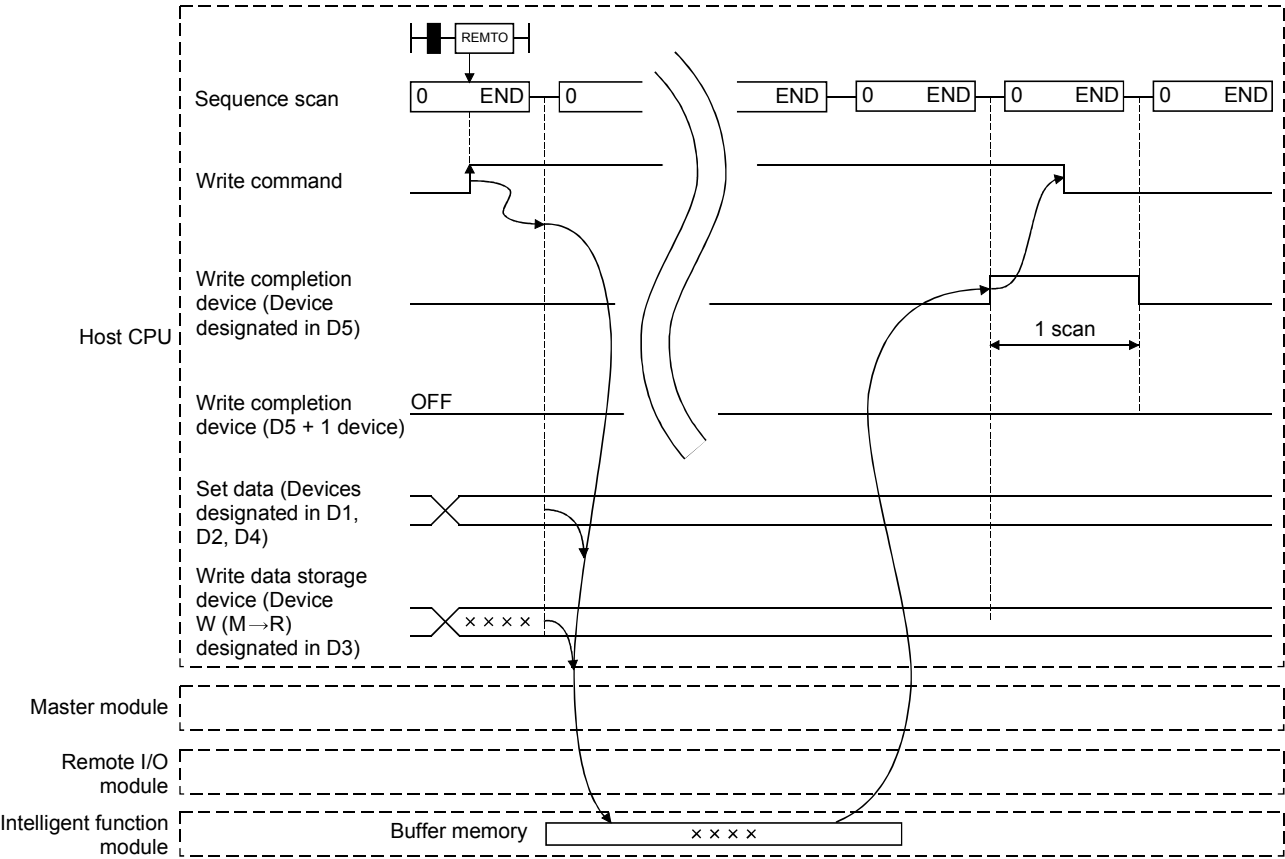 REMTO
Sequence scan
0 END 0 END 0 END 0 END 0 END
Write command
Write completion
device (Device
designated in D5)
Host CPU
1 scan
Write completion
device (D5 + 1 device)
OFF
Set data (Devices
designated in D1,
D2, D4)
Write data storage
device (Device
W (M→R)
designated in D3)
× × × ×
Master module
Remote I/O
module
Intelligent function
module
Buffer memory
× × × ×